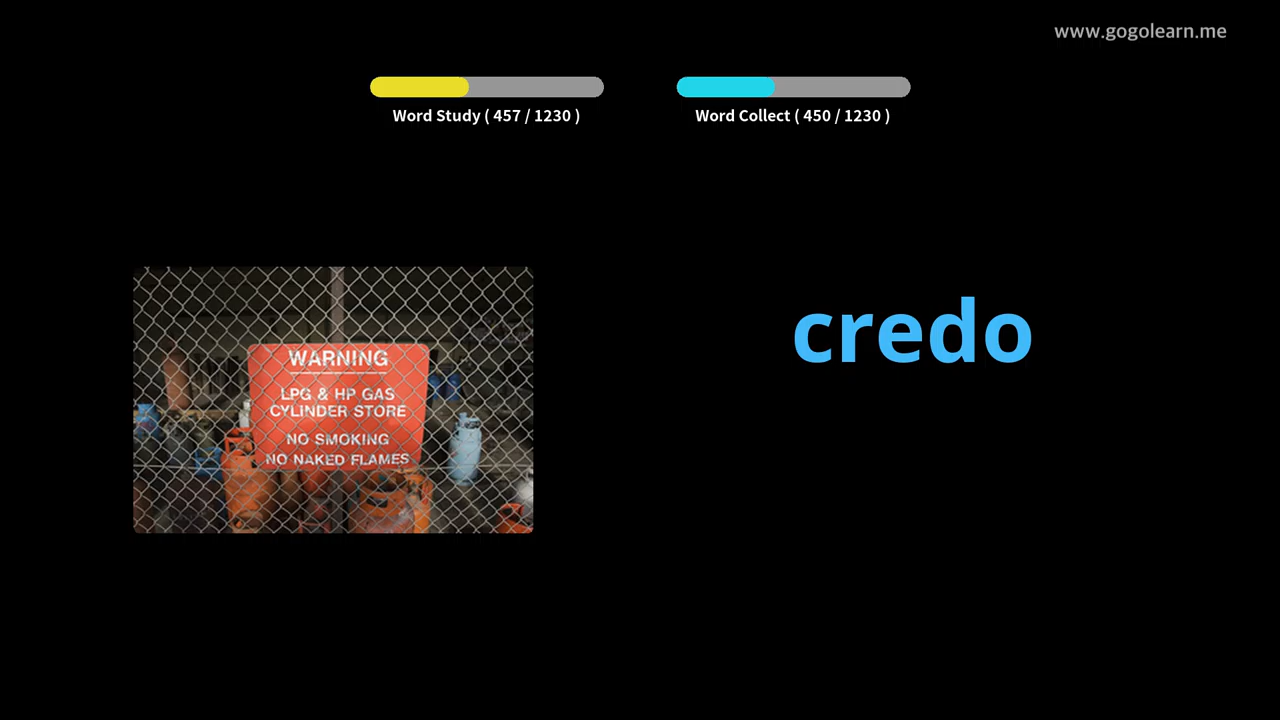 www.gogolearn.me
Word Study ( 457 / 1230 )
Word Collect ( 450 / 1230 )
WARNING
LPG & HP GAS
CYLINDER STORE
NO SMOKING
NO NAKED FLAMES
credo